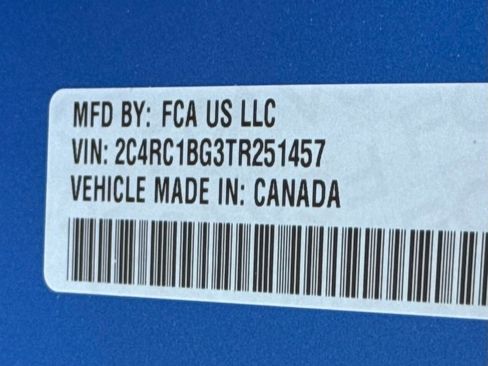 MFD BY: FCA US LLC
VIN: 2C4RC1BG3TR251457
VEHICLE MADE IN: CANADA